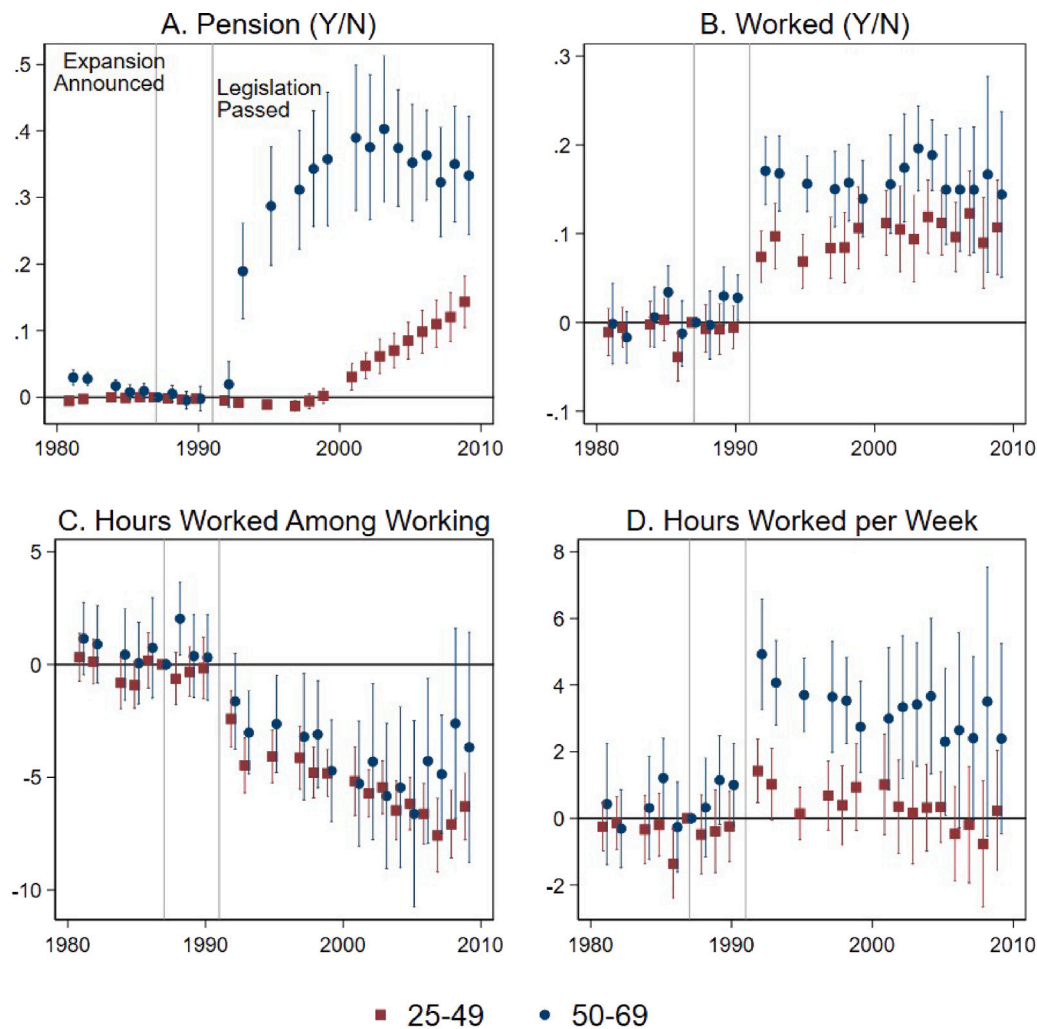 A. Pension (Y/N)
.5
.4
.3
.2
.1
0
Expansion
Announced
Legislation
Passed
1980 1990 2000 2010
B. Worked (Y/N)
.3
.2
.1
0
-.1
1980 1990 2000 2010
C. Hours Worked Among Working
5
0
-5
-10
1980 1990 2000 2010
D. Hours Worked per Week
8
6
4
2
0
-2
1980 1990 2000 2010
25-49 50-69